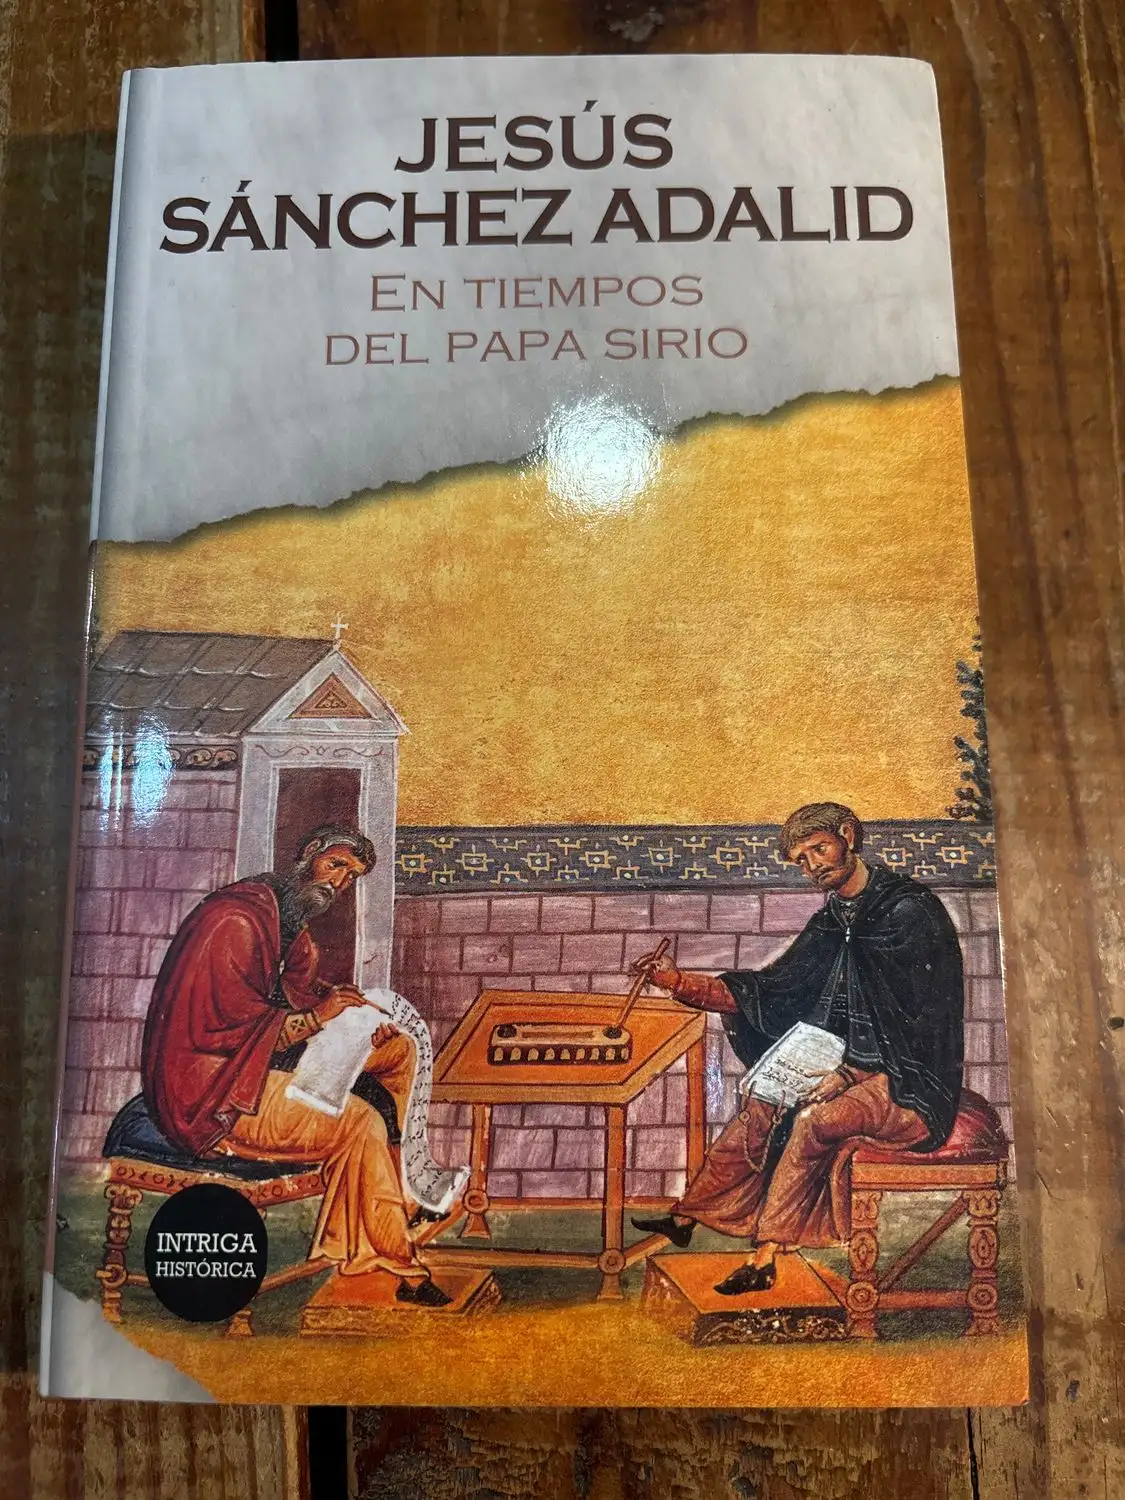 JESÚS
SÁNCHEZ ADALID
EN TIEMPOS
DEL PAPA SIRIO
INTRIGA
HISTÓRICA